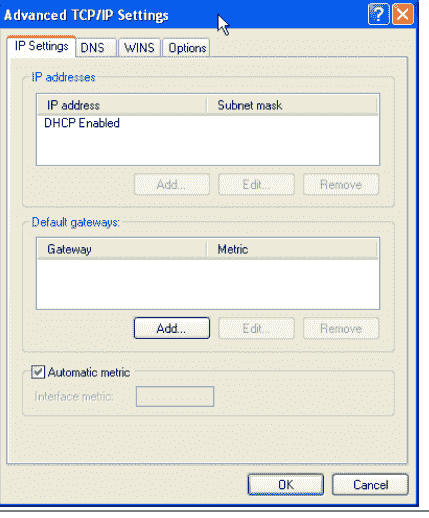 Advanced TCP/IP Settings
IP Settings DNS WINS Options
IP addresses
IP address Subnet mask
DHCP Enabled
Add... Edit... Remove
Default gateways:
Gateway Metric
Add... Edit... Remove
Automatic metric
Interface metric:
OK Cancel